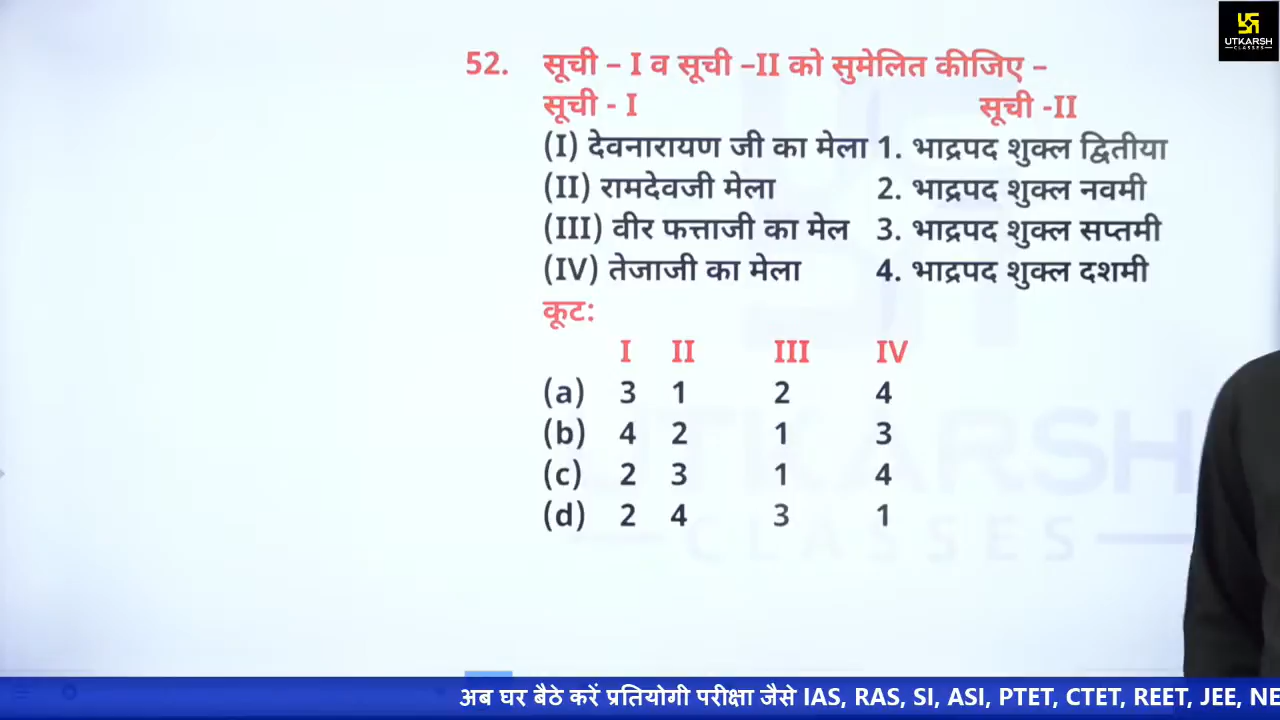 UTKARSH
CLASSES
52. सूची – I व सूची –II को सुमेलित कीजिए –
सूची - I सूची -II
(I) देवनारायण जी का मेला 1. भाद्रपद शुक्ल द्वितीया
(II) रामदेवजी मेला 2. भाद्रपद शुक्ल नवमी
(III) वीर फत्ताजी का मेल 3. भाद्रपद शुक्ल सप्तमी
(IV) तेजाजी का मेला 4. भाद्रपद शुक्ल दशमी
कूट:
I II III IV
(a) 3 1 2 4
(b) 4 2 1 3
(c) 2 3 1 4
(d) 2 4 3 1
UTKARSH
CLASSES
अब घर बैठे करें प्रतियोगी परीक्षा जैसे IAS, RAS, SI, ASI, PTET, CTET, REET, JEE, NE